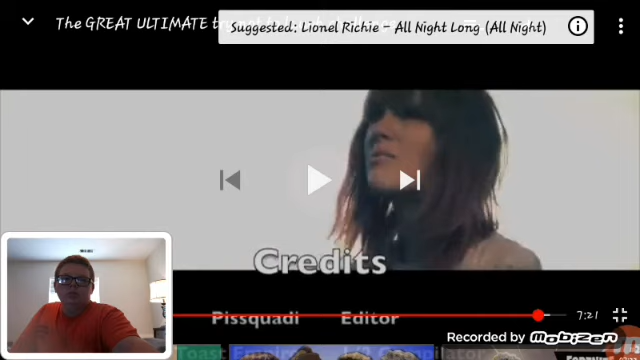 The GREAT ULTIMATE
Suggested: Lionel Richie - All Night Long (All Night)
Credits
Pissquadi Editor
7:21
Recorded by mobizen
Toast